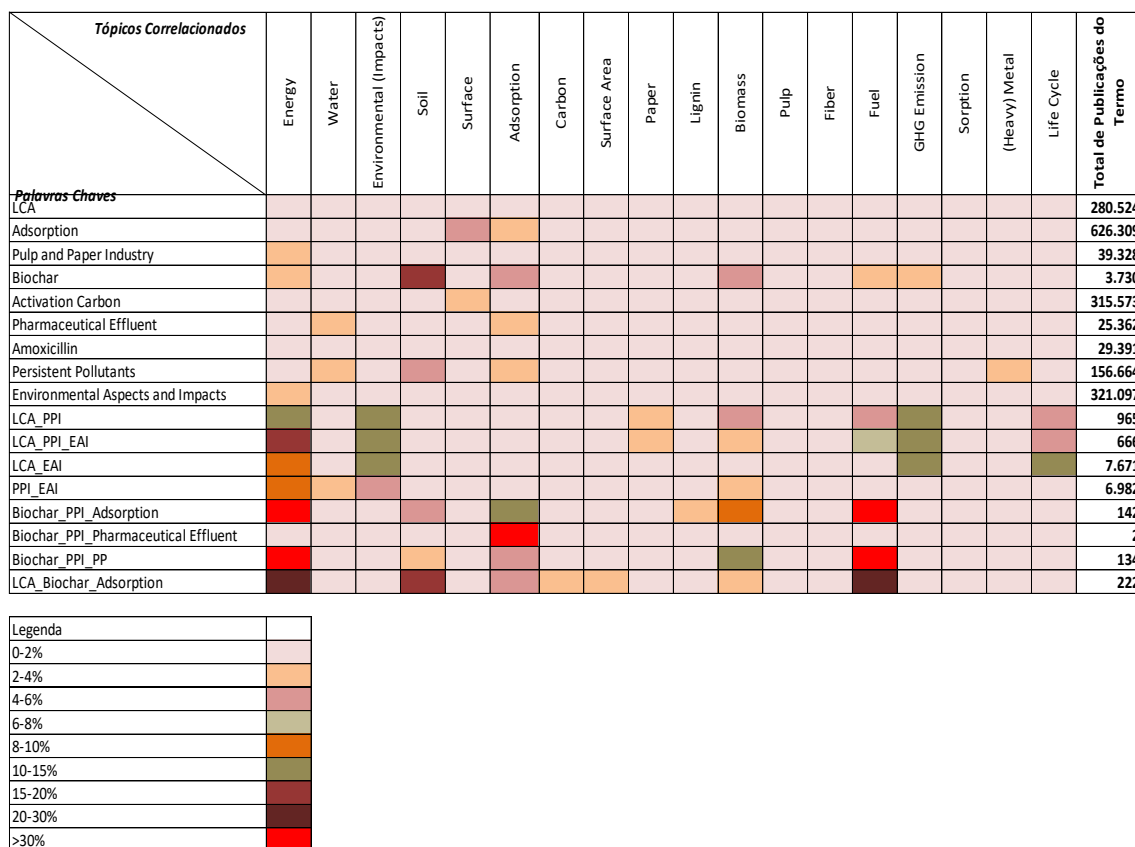 Tópicos Correlacionados
Palavras Chaves
Energy
Water
Environmental (Impacts)
Soil
Surface
Adsorption
Carbon
Surface Area
Paper
Lignin
Biomass
Pulp
Fiber
Fuel
GHG Emission
Sorption
(Heavy) Metal
Life Cycle
Total de Publicações do
Termo
LCA 280.524
Adsorption 626.309
Pulp and Paper Industry 39.328
Biochar 3.730
Activation Carbon 315.573
Pharmaceutical Effluent 25.362
Amoxicillin 29.391
Persistent Pollutants 156.664
Environmental Aspects and Impacts 321.097
LCA_PPI 965
LCA_PPI_EAI 666
LCA_EAI 7.671
PPI_EAI 6.982
Biochar_PPI_Adsorption 142
Biochar_PPI_Pharmaceutical Effluent 2
Biochar_PPI_PP 134
LCA_Biochar_Adsorption 222
Legenda
0-2%
2-4%
4-6%
6-8%
8-10%
10-15%
15-20%
20-30%
>30%